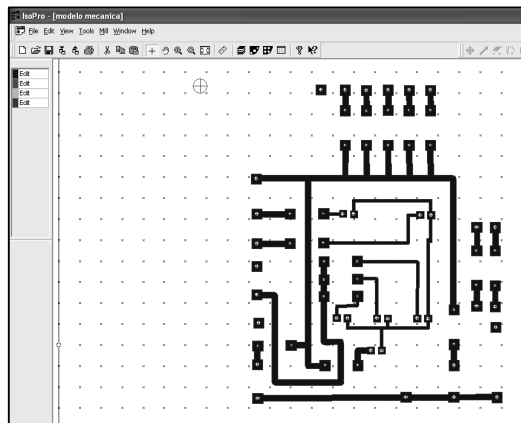 IsoPro - [modelo mecanica]
File Edit View Tools Mill Window Help
Edit
Edit
Edit
Edit